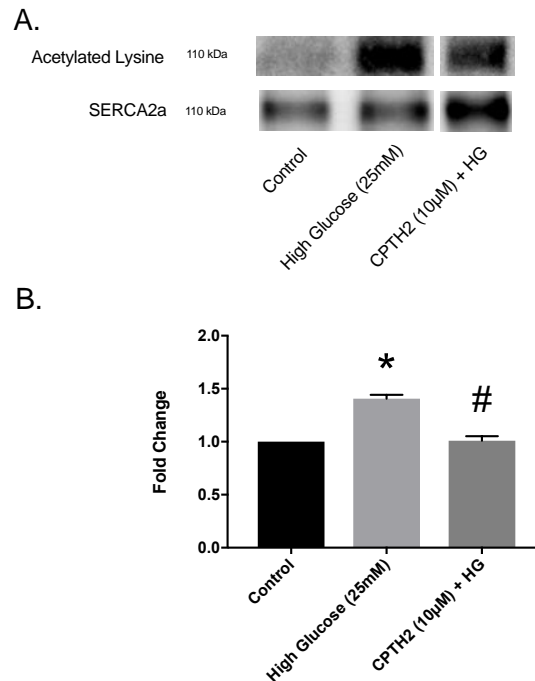 A.
Acetylated Lysine 110 kDa
SERCA2a 110 kDa
Control
High Glucose (25mM)
CPTH2 (10µM) + HG
B.
2.0
1.5
1.0
0.5
0.0
Fold Change
*
#
Control
High Glucose (25mM)
CPTH2 (10µM) + HG